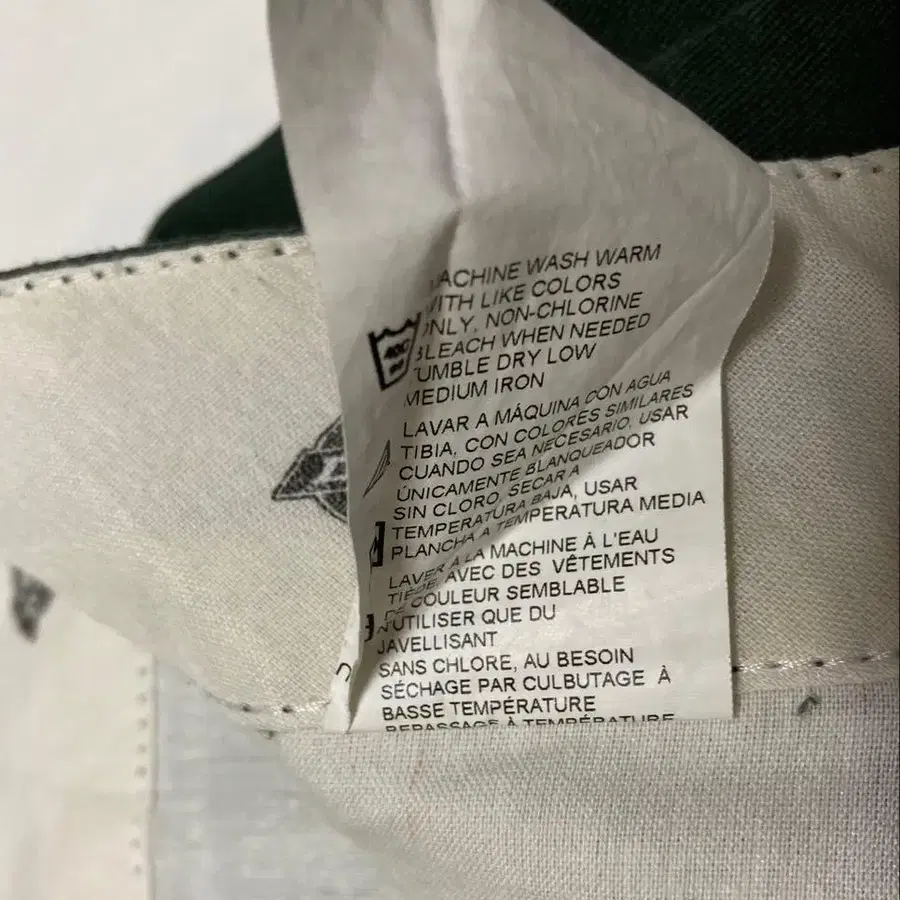 MACHINE WASH WARM
WITH LIKE COLORS
ONLY, NON-CHLORINE
BLEACH WHEN NEEDED
TUMBLE DRY LOW
MEDIUM IRON
LAVAR A MÁQUINA CON AGUA
TIBIA, CON COLORES SIMILARES
CUANDO SEA NECESARIO, USAR
ÚNICAMENTE BLANQUEADOR
SIN CLORO, SECAR A
TEMPERATURA BAJA, USAR
PLANCHA A TEMPERATURA MEDIA
LAVER À LA MACHINE À L'EAU
TIÈDE, AVEC DES VÊTEMENTS
DE COULEUR SEMBLABLE
N'UTILISER QUE DU
JAVELLISANT
SANS CHLORE, AU BESOIN
SÉCHAGE PAR CULBUTAGE À
BASSE TEMPÉRATURE
REPASSAGE À TEMPÉRATURE